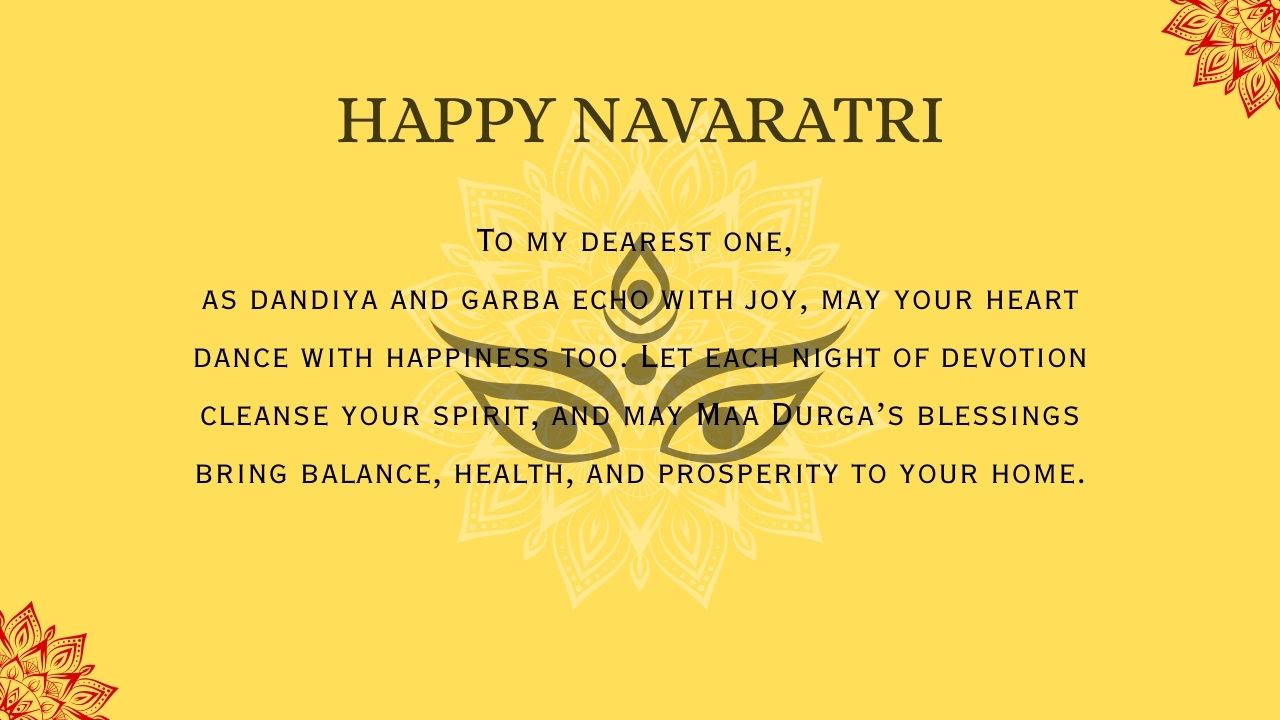 HAPPY NAVARATRI
To my dearest one,
as dandiya and garba echo with joy, may your heart
dance with happiness too. Let each night of devotion
cleanse your spirit, and may Maa Durga’s blessings
bring balance, health, and prosperity to your home.